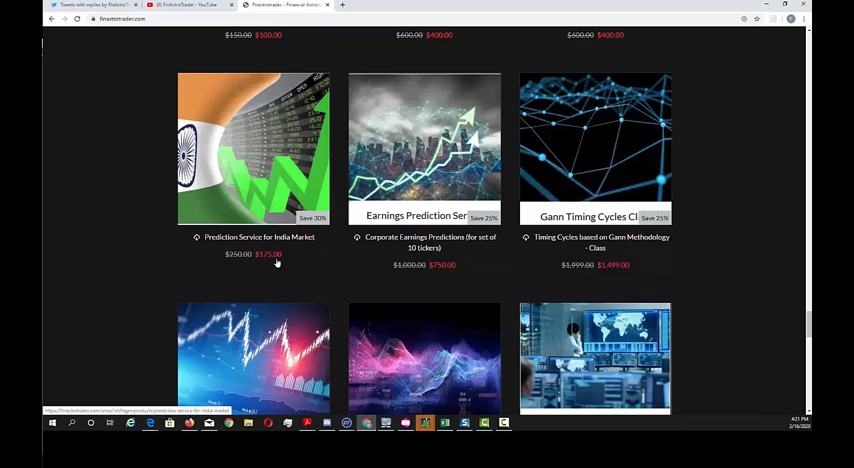 Tweets with replies by FinAstroT
(8) FinAstroTrader - YouTube
Finastrotrader - Financial Astrolo
finastrotrader.com
$150.00 $100.00
$600.00 $400.00
$600.00 $400.00
Save 30%
Earnings Prediction Ser
Save 25%
Gann Timing Cycles Cl
Save 25%
Prediction Service for India Market
$250.00 $175.00
Corporate Earnings Predictions (for set of
10 tickers)
$1,000.00 $750.00
Timing Cycles based on Gann Methodology
- Class
$1,999.00 $1,499.00
4:21 PM
2/16/2020